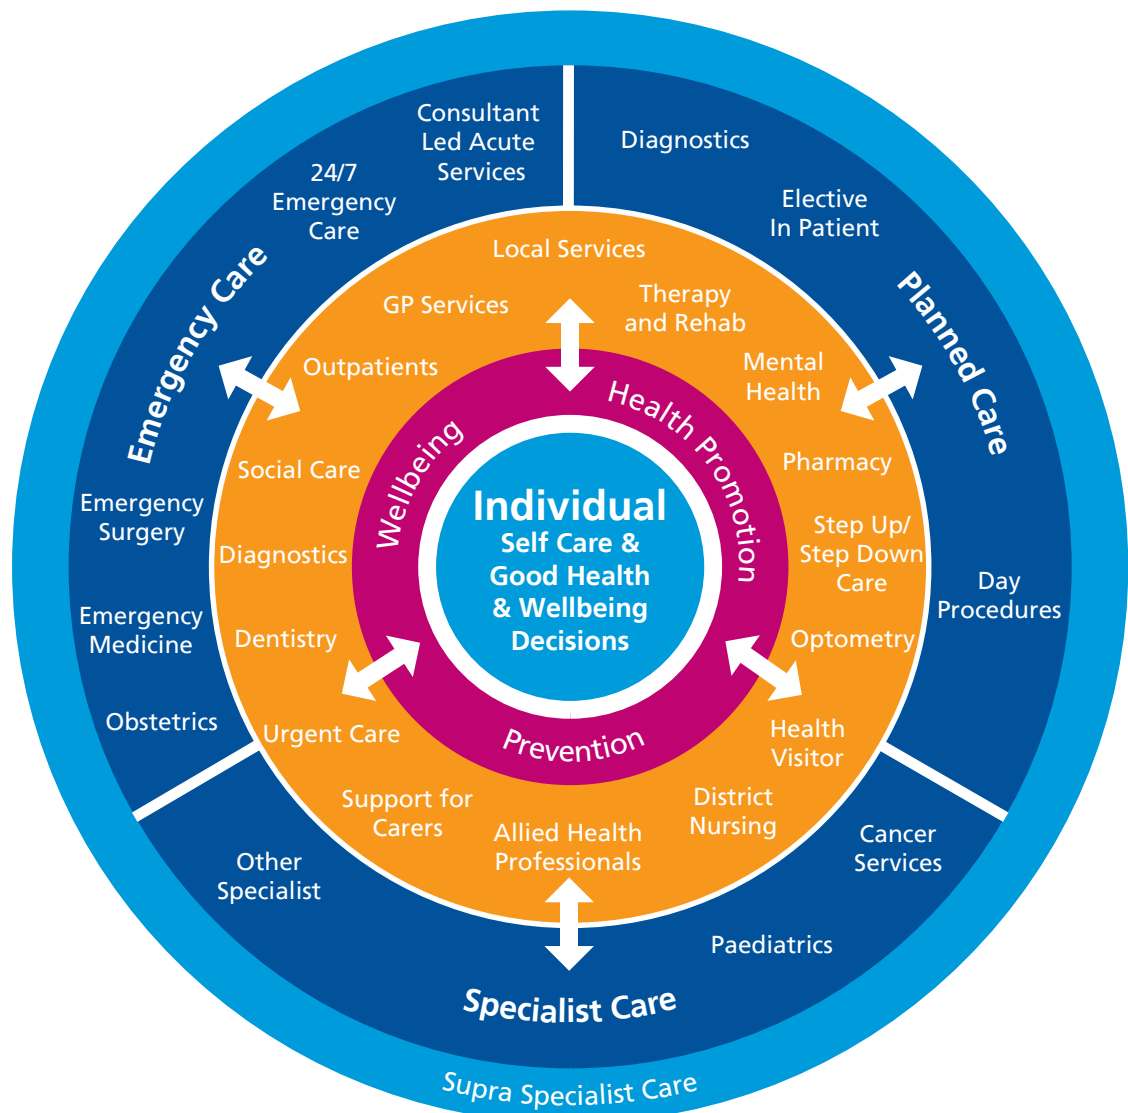 Consultant
Led Acute
Services
24/7
Emergency
Care
Emergency Care
Emergency
Surgery
Emergency
Medicine
Obstetrics
Diagnostics
Elective
In Patient
Planned Care
Day
Procedures
Local Services
GP Services
Therapy
and Rehab
Outpatients
Mental
Health
Social Care
Pharmacy
Diagnostics
Step Up/
Step Down
Care
Dentistry
Optometry
Urgent Care
Health
Visitor
Support for
Carers
Allied Health
Professionals
District
Nursing
Wellbeing
Health Promotion
Prevention
Individual
Self Care &
Good Health
& Wellbeing
Decisions
Other
Specialist
Cancer
Services
Paediatrics
Specialist Care
Supra Specialist Care